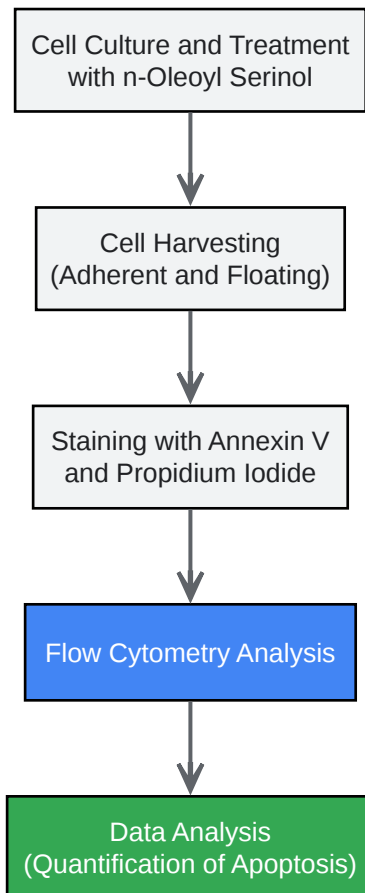 Cell Culture and Treatment
with n-Oleoyl Serinol
Cell Harvesting
(Adherent and Floating)
Staining with Annexin V
and Propidium Iodide
Flow Cytometry Analysis
Data Analysis
(Quantification of Apoptosis)